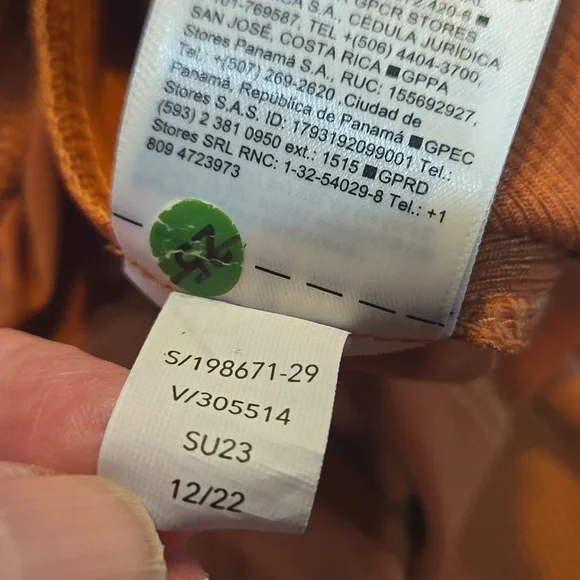 GPCR STORES
S.A., CÉDULA JURÍDICA
101-769587, TEL +(506) 4404-3700,
SAN JOSÉ, COSTA RICA ■GPPA
Stores Panamá S.A., RUC: 155692927,
Tel.: +(507) 269-2620, Ciudad de
Panamá, República de Panamá ■GPEC
Stores S.A.S. ID. 1793192099001 Tel.:
(593) 2 381 0950 ext.: 1515 ■GPRD
Stores SRL RNC: 1-32-54029-8 Tel.: +1
809 4723973
S/198671-29
V/305514
SU23
12/22